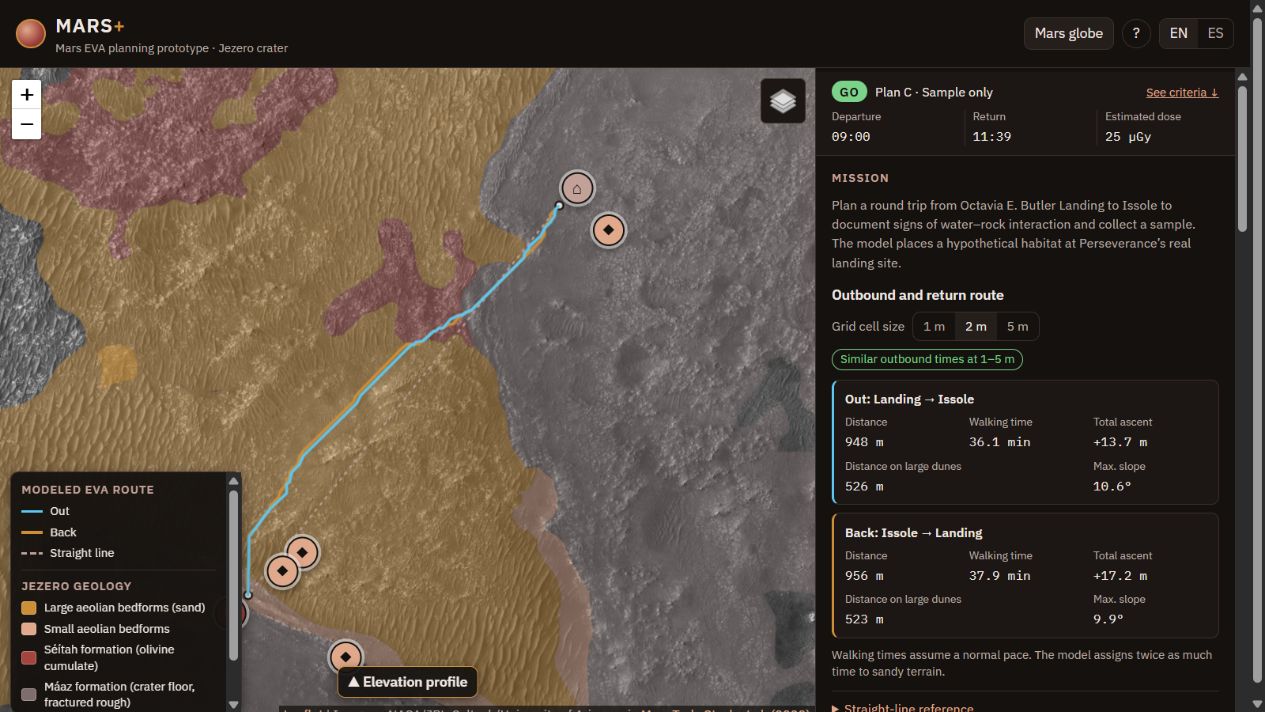 MARS+
Mars EVA planning prototype · Jezero crater
Mars globe
?
EN
ES
+
−
GO
Plan C · Sample only
See criteria ↓
Departure
Return
Estimated dose
09:00
11:39
25 µGy
MISSION
Plan a round trip from Octavia E. Butler Landing to Issole to
document signs of water–rock interaction and collect a sample.
The model places a hypothetical habitat at Perseverance’s real
landing site.
Outbound and return route
Grid cell size
1 m
2 m
5 m
Similar outbound times at 1–5 m
Out: Landing → Issole
Distance
Walking time
Total ascent
948 m
36.1 min
+13.7 m
Distance on large dunes
Max. slope
526 m
10.6°
Back: Issole → Landing
Distance
Walking time
Total ascent
956 m
37.9 min
+17.2 m
Distance on large dunes
Max. slope
523 m
9.9°
Walking times assume a normal pace. The model assigns twice as much
time to sandy terrain.
▶ Straight-line reference
MODELED EVA ROUTE
Out
Back
Straight line
JEZERO GEOLOGY
Large aeolian bedforms (sand)
Small aeolian bedforms
Séítah formation (olivine
cumulate)
Máaz formation (crater floor,
fractured rough)
▲ Elevation profile